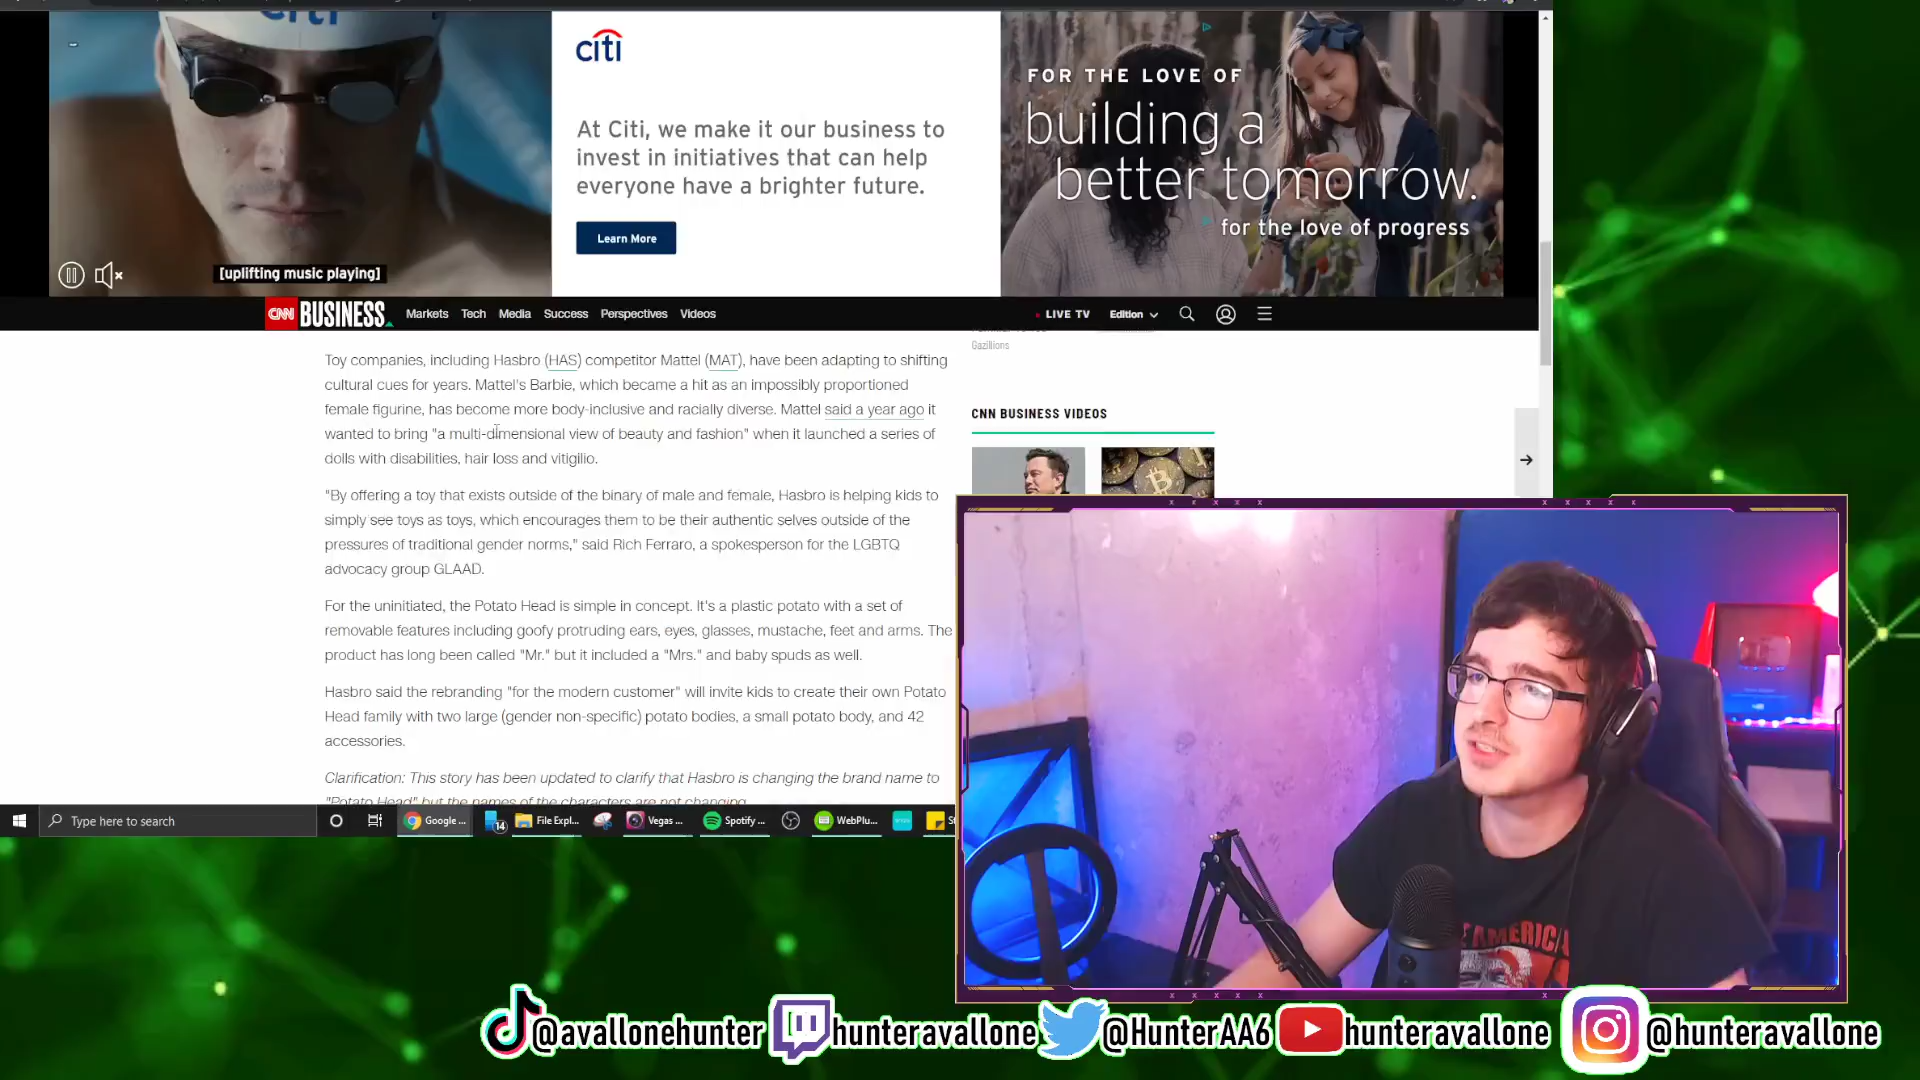 citi
citi
At Citi, we make it our business to
invest in initiatives that can help
everyone have a brighter future.
Learn More
[uplifting music playing]
FOR THE LOVE OF
building a
better tomorrow.
for the love of progress
CNN BUSINESS
Markets Tech Media Success Perspectives Videos
LIVE TV Edition
Gazillions
Toy companies, including Hasbro (HAS) competitor Mattel (MAT), have been adapting to shifting
cultural cues for years. Mattel's Barbie, which became a hit as an impossibly proportioned
female figurine, has become more body-inclusive and racially diverse. Mattel said a year ago it
wanted to bring "a multi-dimensional view of beauty and fashion" when it launched a series of
dolls with disabilities, hair loss and vitigilio.
"By offering a toy that exists outside of the binary of male and female, Hasbro is helping kids to
simply see toys as toys, which encourages them to be their authentic selves outside of the
pressures of traditional gender norms," said Rich Ferraro, a spokesperson for the LGBTQ
advocacy group GLAAD.
For the uninitiated, the Potato Head is simple in concept. It's a plastic potato with a set of
removable features including goofy protruding ears, eyes, glasses, mustache, feet and arms. The
product has long been called "Mr." but it included a "Mrs." and baby spuds as well.
Hasbro said the rebranding "for the modern customer" will invite kids to create their own Potato
Head family with two large (gender non-specific) potato bodies, a small potato body, and 42
accessories.
Clarification: This story has been updated to clarify that Hasbro is changing the brand name to
"Potato Head" but the names of the characters are not changing.
CNN BUSINESS VIDEOS
Type here to search
Google ...
14
File Expl...
Vegas ...
Spotify ...
WebPlu...
AMERICA
@avallonehunter
hunteravallone
@HunterAA6
hunteravallone
@hunteravallone